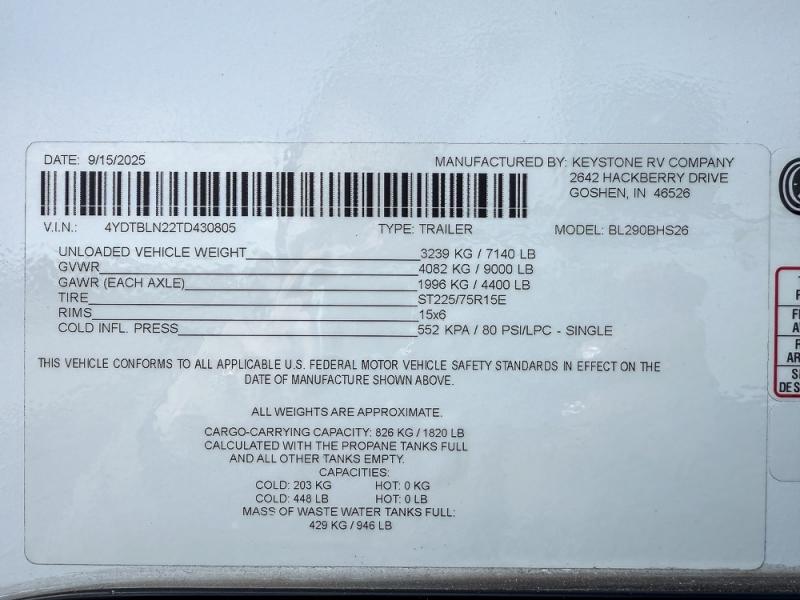 DATE: 9/15/2025
MANUFACTURED BY: KEYSTONE RV COMPANY
2642 HACKBERRY DRIVE
GOSHEN, IN 46526
V.I.N.: 4YDTBLN22TD430805 TYPE: TRAILER MODEL: BL290BHS26
UNLOADED VEHICLE WEIGHT 3239 KG / 7140 LB
GVWR 4082 KG / 9000 LB
GAWR (EACH AXLE) 1996 KG / 4400 LB
TIRE ST225/75R15E
RIMS 15x6
COLD INFL. PRESS 552 KPA / 80 PSI/LPC - SINGLE
THIS VEHICLE CONFORMS TO ALL APPLICABLE U.S. FEDERAL MOTOR VEHICLE SAFETY STANDARDS IN EFFECT ON THE
DATE OF MANUFACTURE SHOWN ABOVE.
ALL WEIGHTS ARE APPROXIMATE.
CARGO-CARRYING CAPACITY: 826 KG / 1820 LB
CALCULATED WITH THE PROPANE TANKS FULL
AND ALL OTHER TANKS EMPTY.
CAPACITIES:
COLD: 203 KG HOT: 0 KG
COLD: 448 LB HOT: 0 LB
MASS OF WASTE WATER TANKS FULL:
429 KG / 946 LB